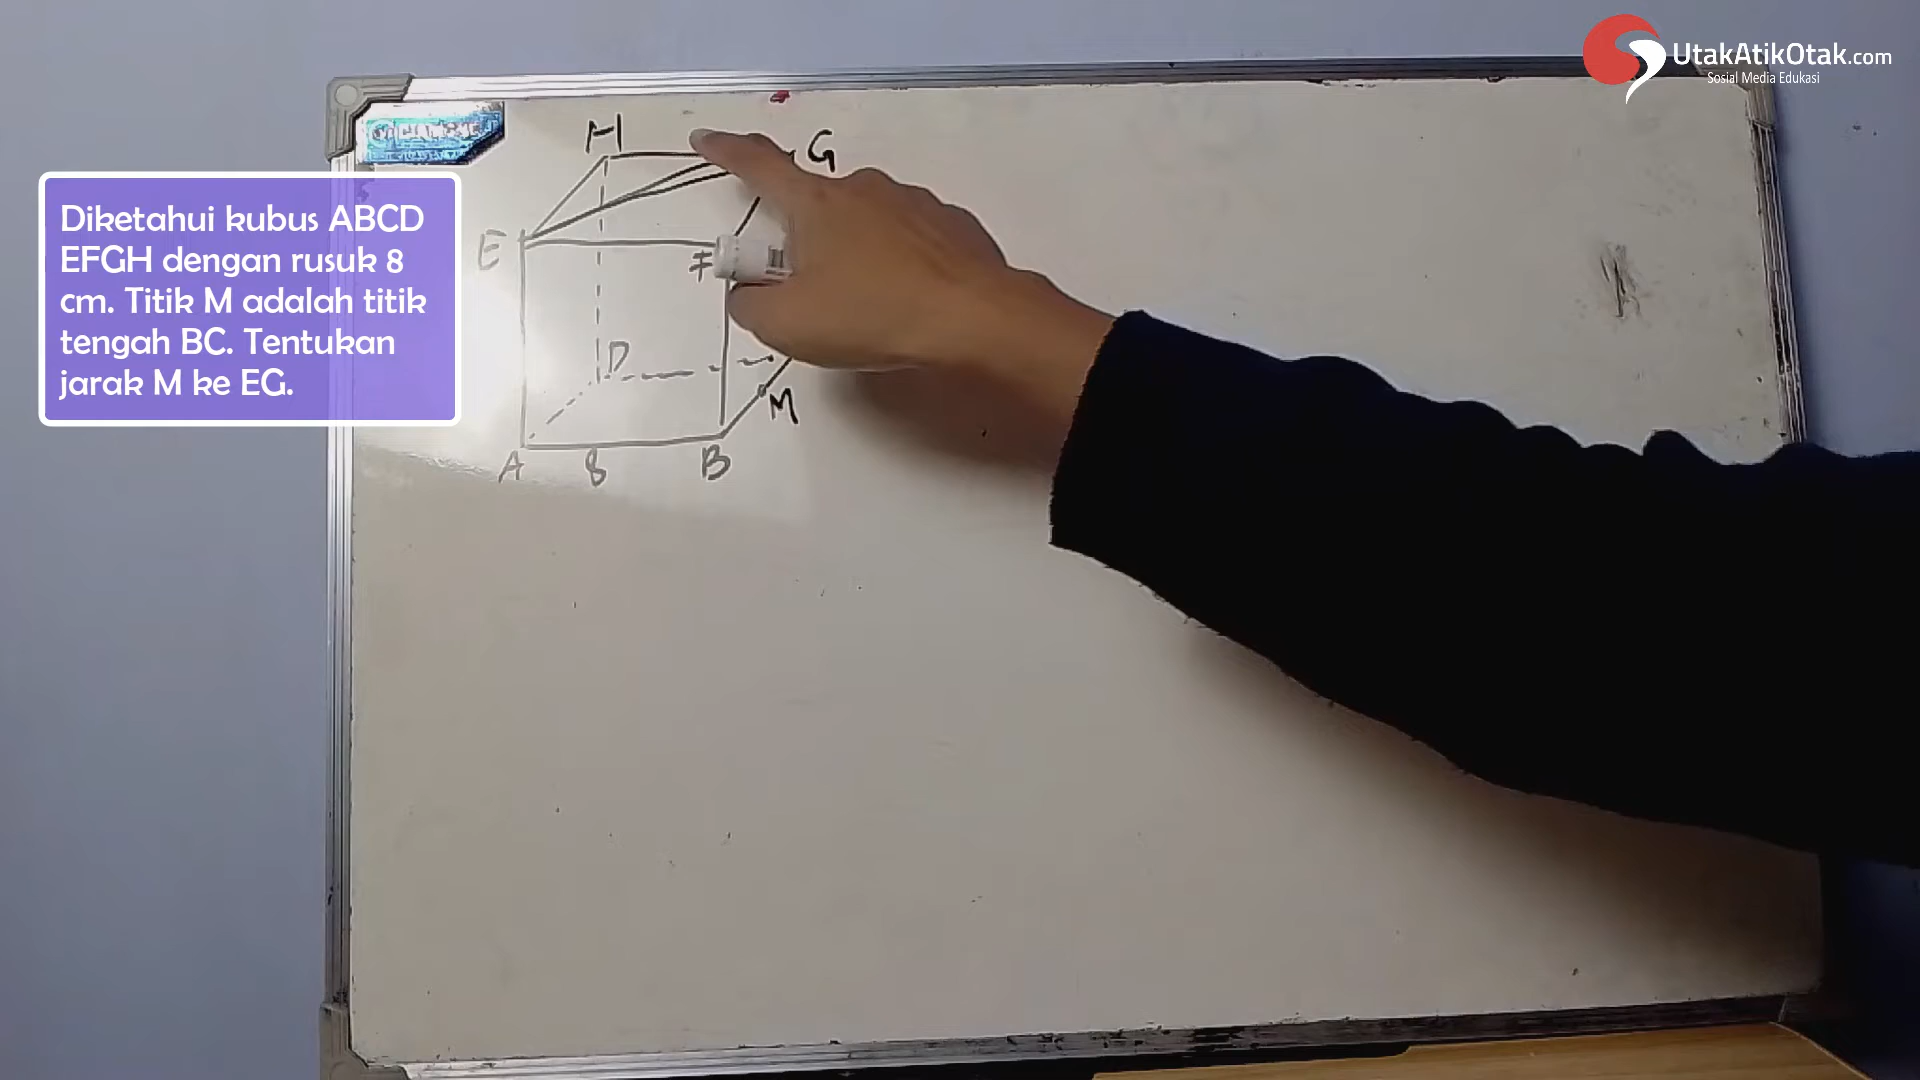 UtakAtikOtak.com
Sosial Media Edukasi
H
G
Diketahui kubus ABCD
EFGH dengan rusuk 8
cm. Titik M adalah titik
tengah BC. Tentukan
jarak M ke EG.
E
F
D
M
A 8 B